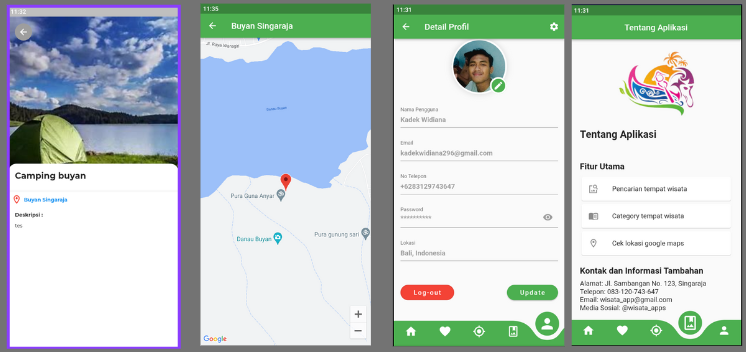 11:32
Camping buyan
Buyan Singaraja
Deskripsi :
tes
11:35
Buyan Singaraja
Jl. Raya Wanagiri
Danau Buyan
Pura Gana Anyar
Danau Buyan
Pura gunung sari
+
−
Google
11:31
Detail Profil
Nama Pengguna
Kadek Widiana
Email
kadekwidiana296@gmail.com
No Telepon
+6283129743647
Password
**********
Lokasi
Bali, Indonesia
Log-out
Update
11:31
Tentang Aplikasi
Tentang Aplikasi
Fitur Utama
Pencarian tempat wisata
Category tempat wisata
Cek lokasi google maps
Kontak dan Informasi Tambahan
Alamat: Jl. Sambangan No. 123, Singaraja
Telepon: 083-120-743-647
Email: wisata_app@gmail.com
Media Sosial: @wisata_apps